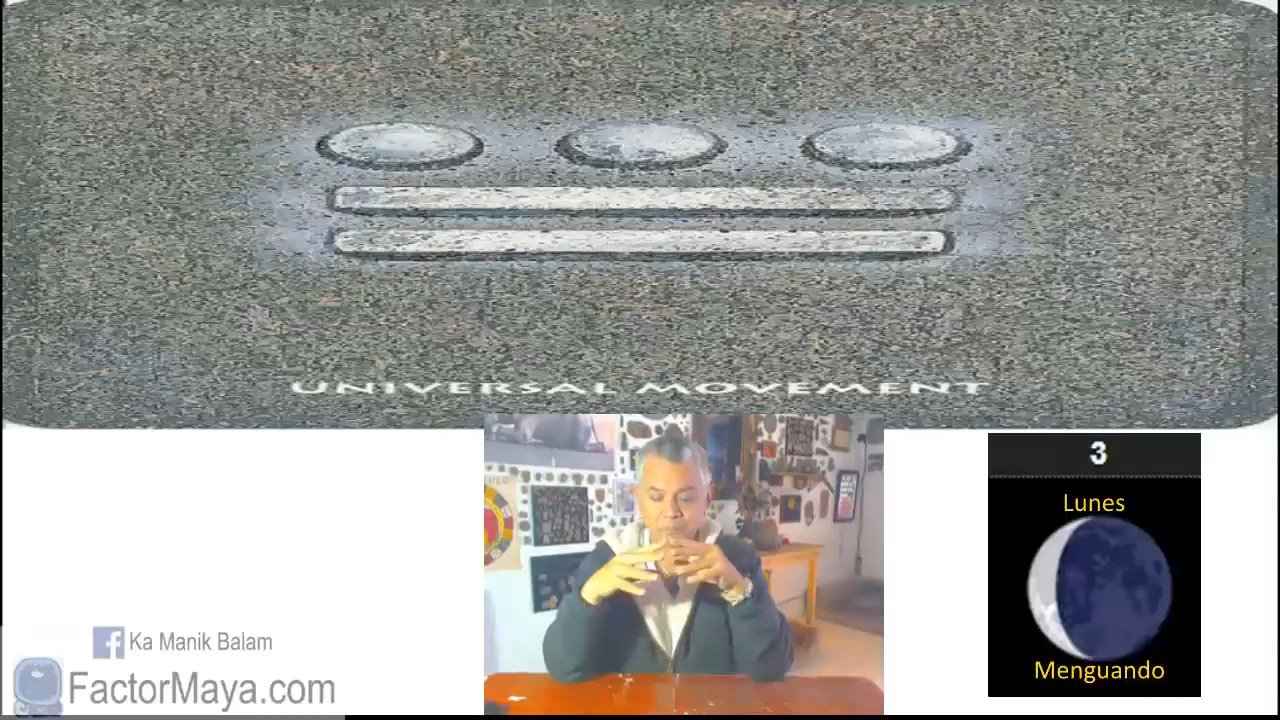 UNIVERSAL MOVEMENT
3
Lunes
Menguando
Ka Manik Balam
FactorMaya.com